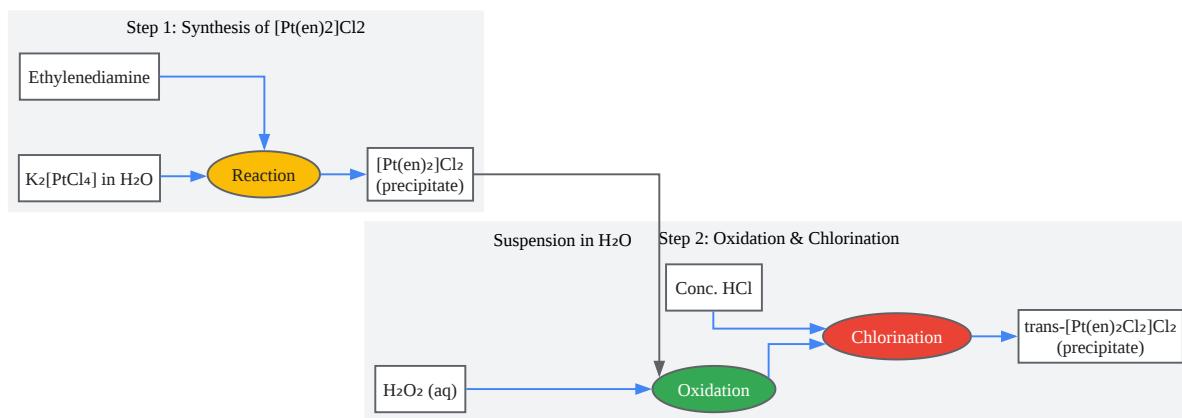 Step 1: Synthesis of [Pt(en)2]Cl2
Ethylenediamine
K₂[PtCl₄] in H₂O
Reaction
[Pt(en)₂]Cl₂
(precipitate)
Suspension in H₂O
Step 2: Oxidation & Chlorination
Conc. HCl
Chlorination
trans-[Pt(en)₂Cl₂]Cl₂
(precipitate)
H₂O₂ (aq)
Oxidation